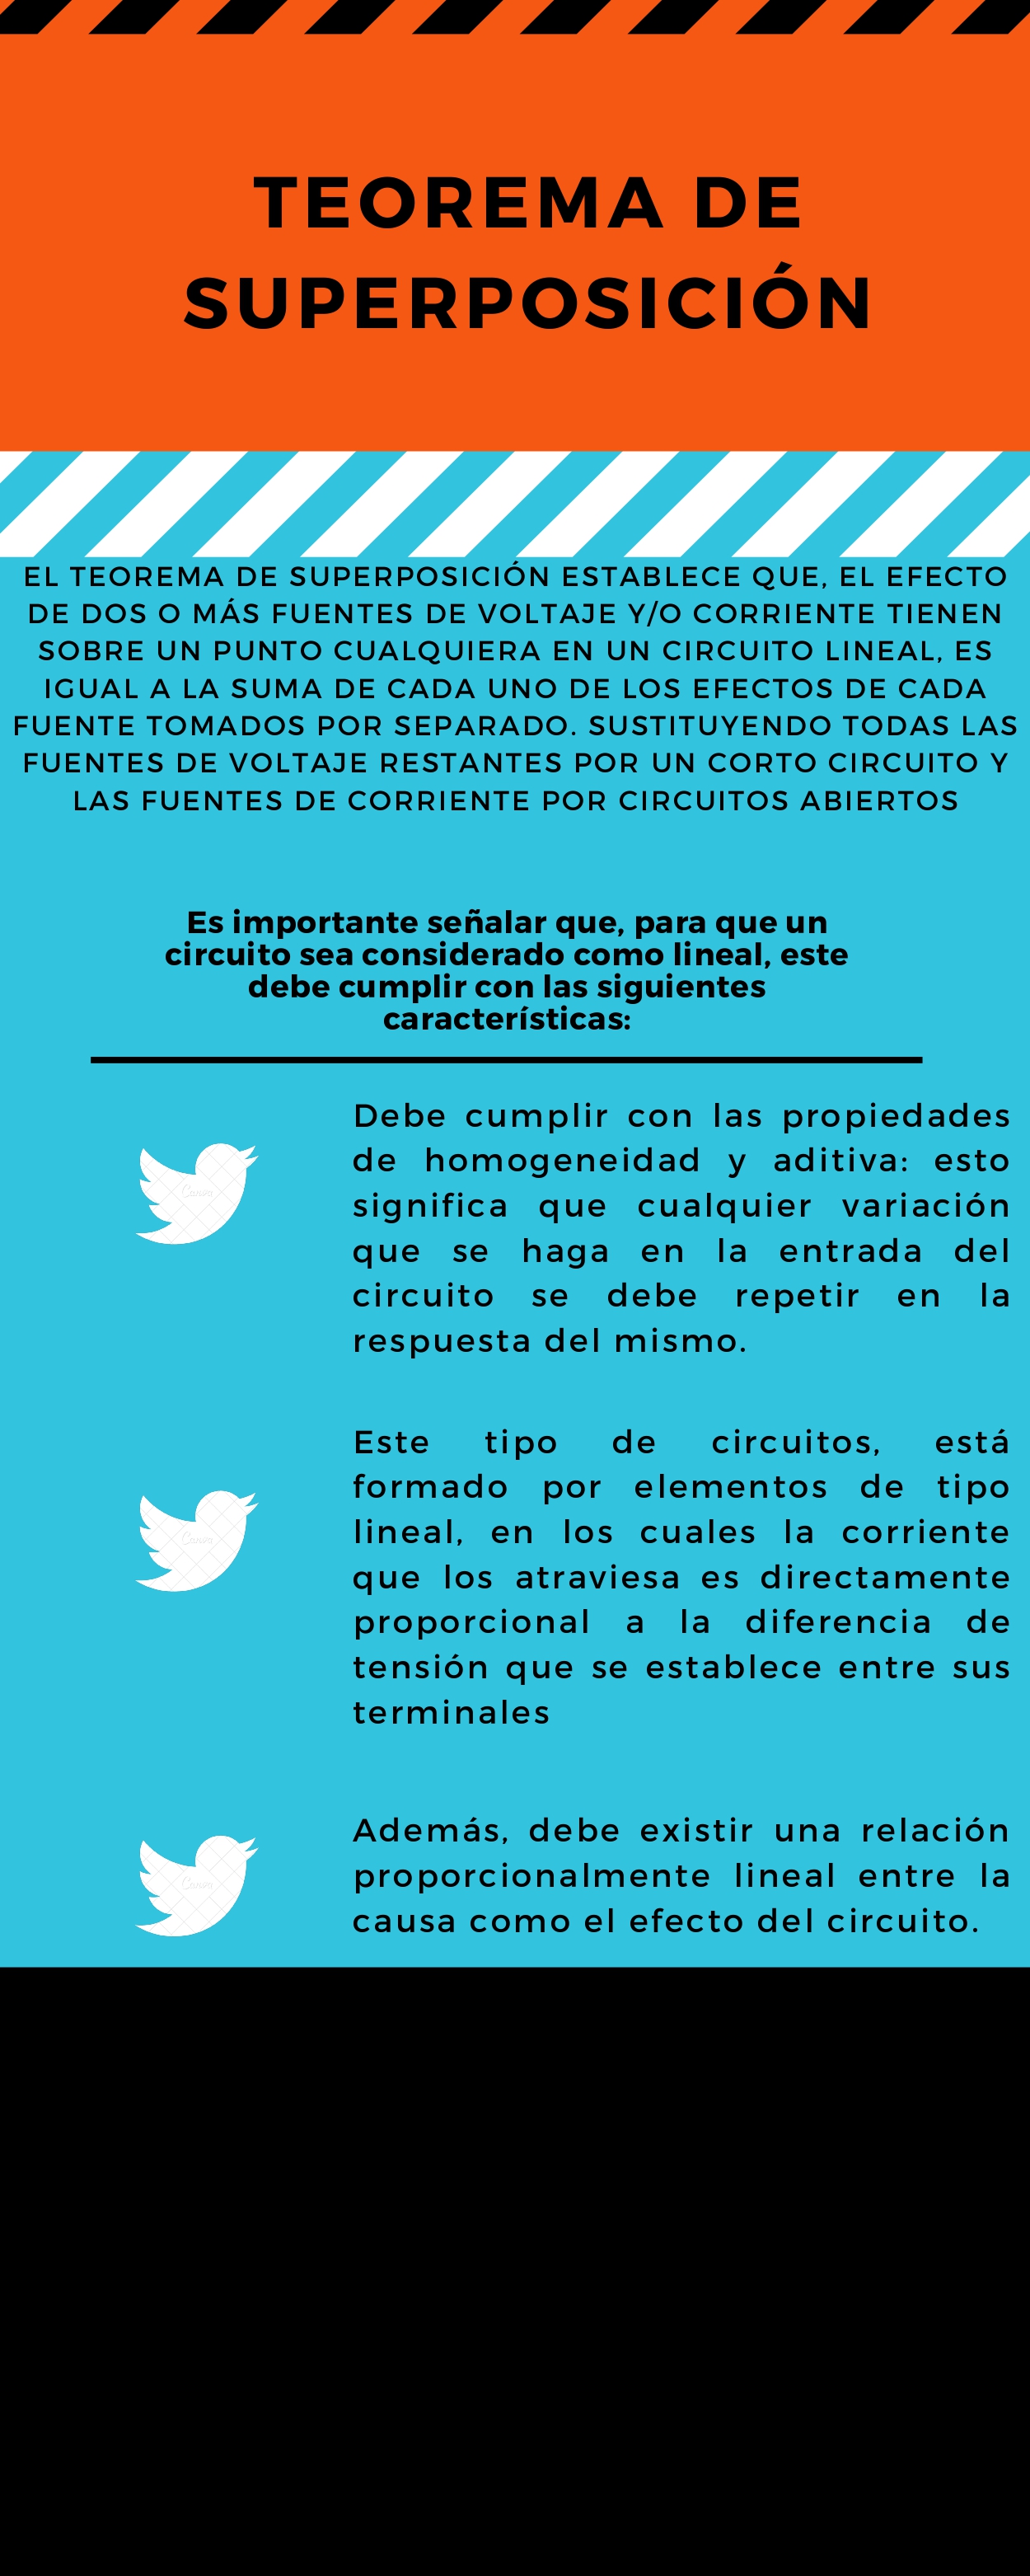 TEOREMA DE
SUPERPOSICIÓN
EL TEOREMA DE SUPERPOSICIÓN ESTABLECE QUE, EL EFECTO
DE DOS O MÁS FUENTES DE VOLTAJE Y/O CORRIENTE TIENEN
SOBRE UN PUNTO CUALQUIERA EN UN CIRCUITO LINEAL, ES
IGUAL A LA SUMA DE CADA UNO DE LOS EFECTOS DE CADA
FUENTE TOMADOS POR SEPARADO. SUSTITUYENDO TODAS LAS
FUENTES DE VOLTAJE RESTANTES POR UN CORTO CIRCUITO Y
LAS FUENTES DE CORRIENTE POR CIRCUITOS ABIERTOS
Es importante señalar que, para que un
circuito sea considerado como lineal, este
debe cumplir con las siguientes
características:
Debe cumplir con las propiedades
de homogeneidad y aditiva: esto
significa que cualquier variación
que se haga en la entrada del
circuito se debe repetir en la
respuesta del mismo.
Canva
Este tipo de circuitos, está
formado por elementos de tipo
lineal, en los cuales la corriente
que los atraviesa es directamente
proporcional a la diferencia de
tensión que se establece entre sus
terminales
Canva
Además, debe existir una relación
proporcionalmente lineal entre la
causa como el efecto del circuito.
Canva